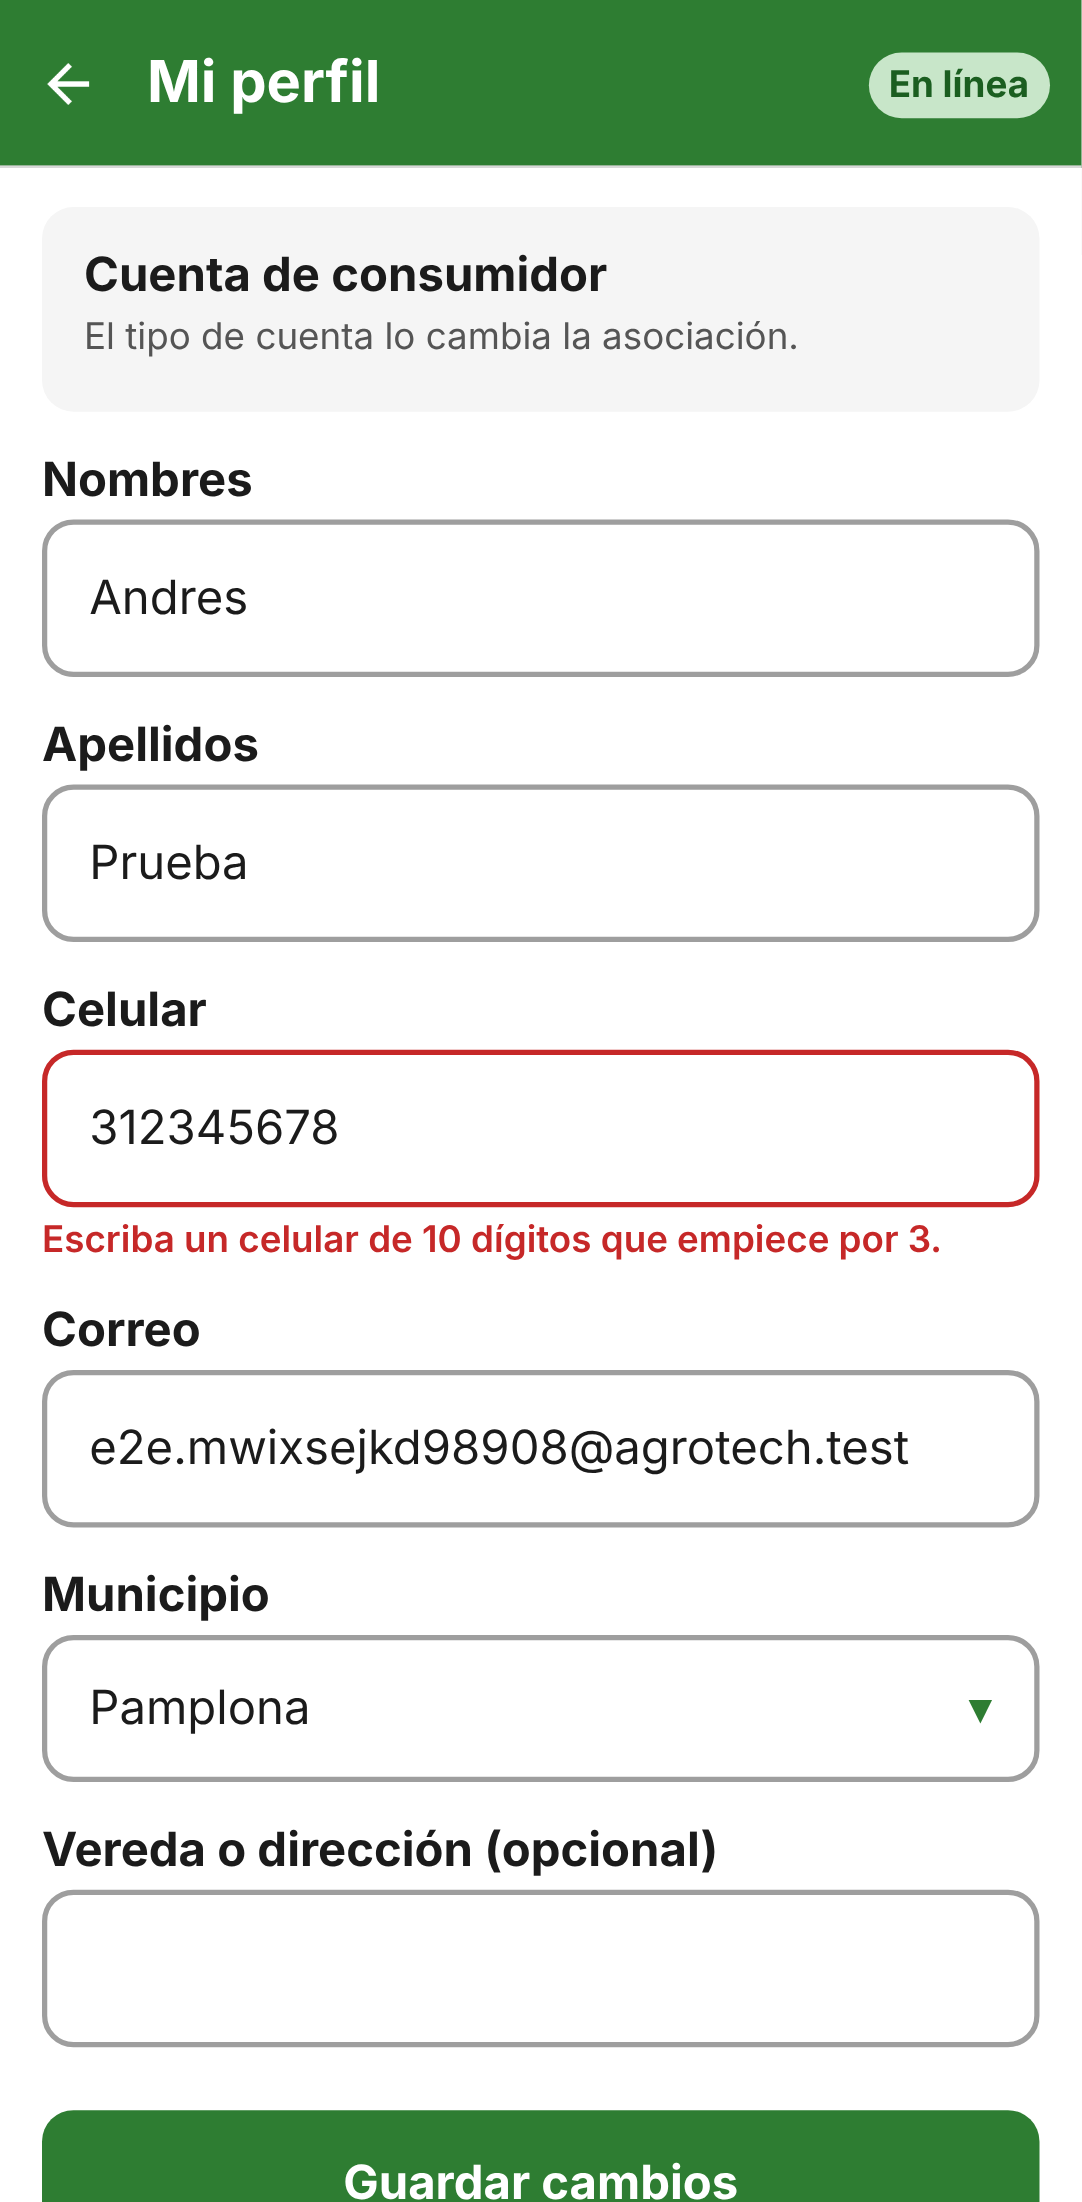 Mi perfil
En línea
Cuenta de consumidor
El tipo de cuenta lo cambia la asociación.
Nombres
Andres
Apellidos
Prueba
Celular
312345678
Escriba un celular de 10 dígitos que empiece por 3.
Correo
e2e.mwixsejkd98908@agrotech.test
Municipio
Pamplona
Vereda o dirección (opcional)
Guardar cambios